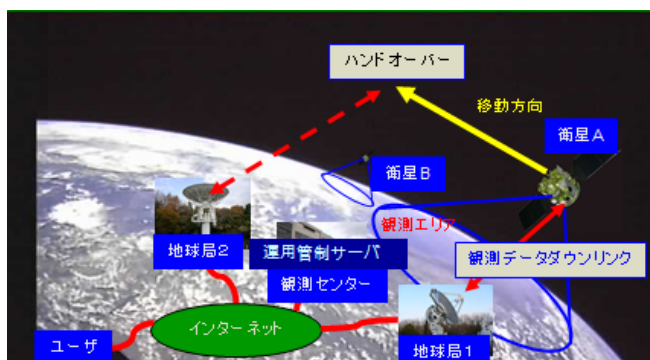 ハンドオーバー
移動方向
衛星A
衛星B
観測エリア
地球局2
運用管制サーバ
観測データダウンリンク
観測センター
インターネット
ユーザ
地球局1